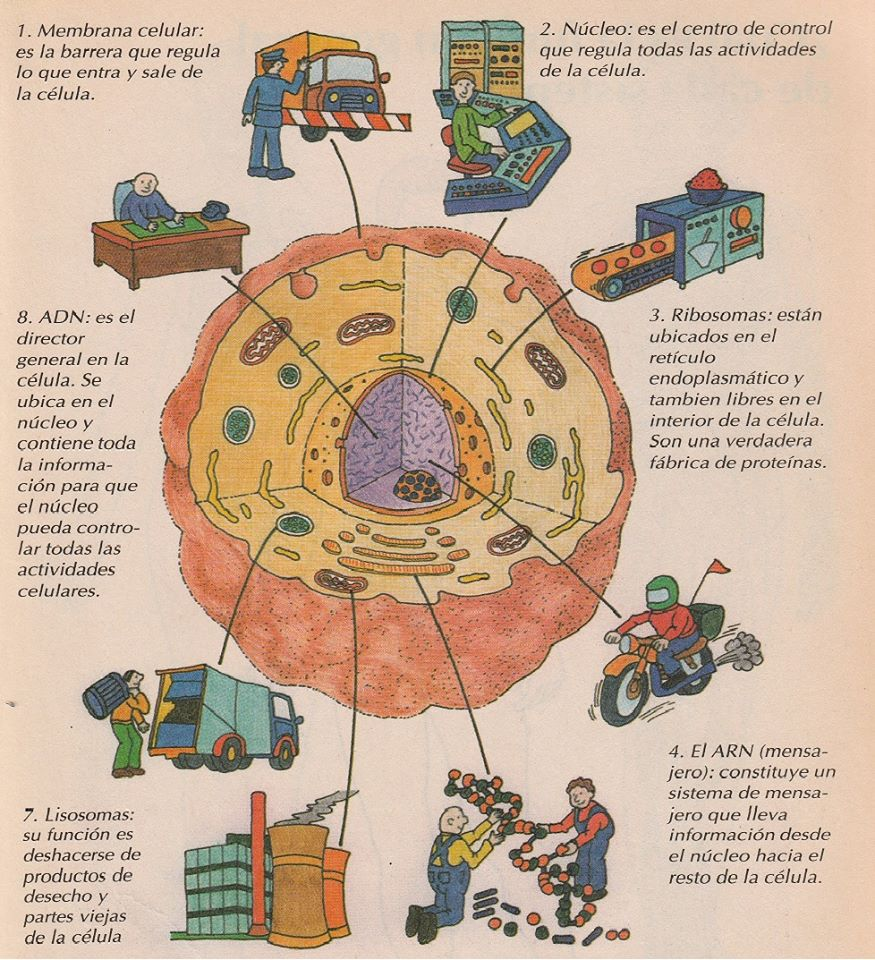 1. Membrana celular:
es la barrera que regula
lo que entra y sale de
la célula.
2. Núcleo: es el centro de control
que regula todas las actividades
de la célula.
3. Ribosomas: están
ubicados en el
retículo
endoplasmático y
tambien libres en el
interior de la célula.
Son una verdadera
fábrica de proteínas.
4. El ARN (mensa-
jero): constituye un
sistema de mensa-
jero que lleva
información desde
el núcleo hacia el
resto de la célula.
7. Lisosomas:
su función es
deshacerse de
productos de
desecho y
partes viejas
de la célula
8. ADN: es el
director
general en la
célula. Se
ubica en el
núcleo y
contiene toda
la informa-
ción para que
el núcleo
pueda contro-
lar todas las
actividades
celulares.